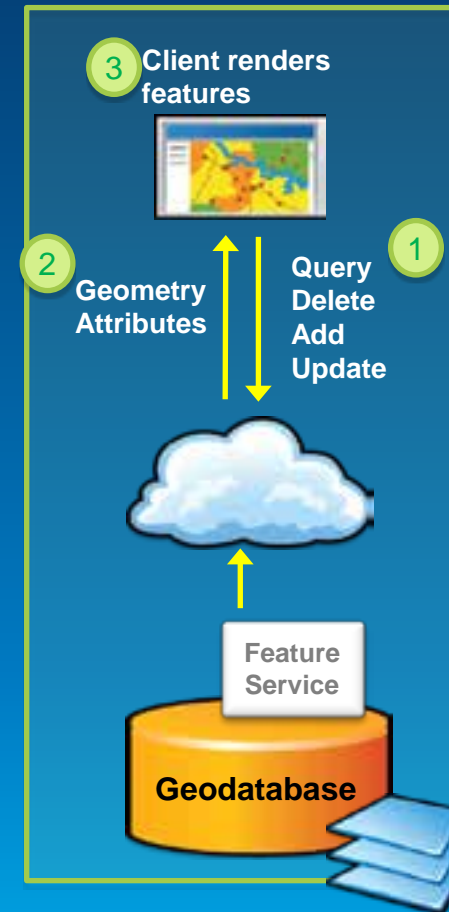 3
Client renders
features
2
Geometry
Attributes
1
Query
Delete
Add
Update
Feature
Service
Geodatabase